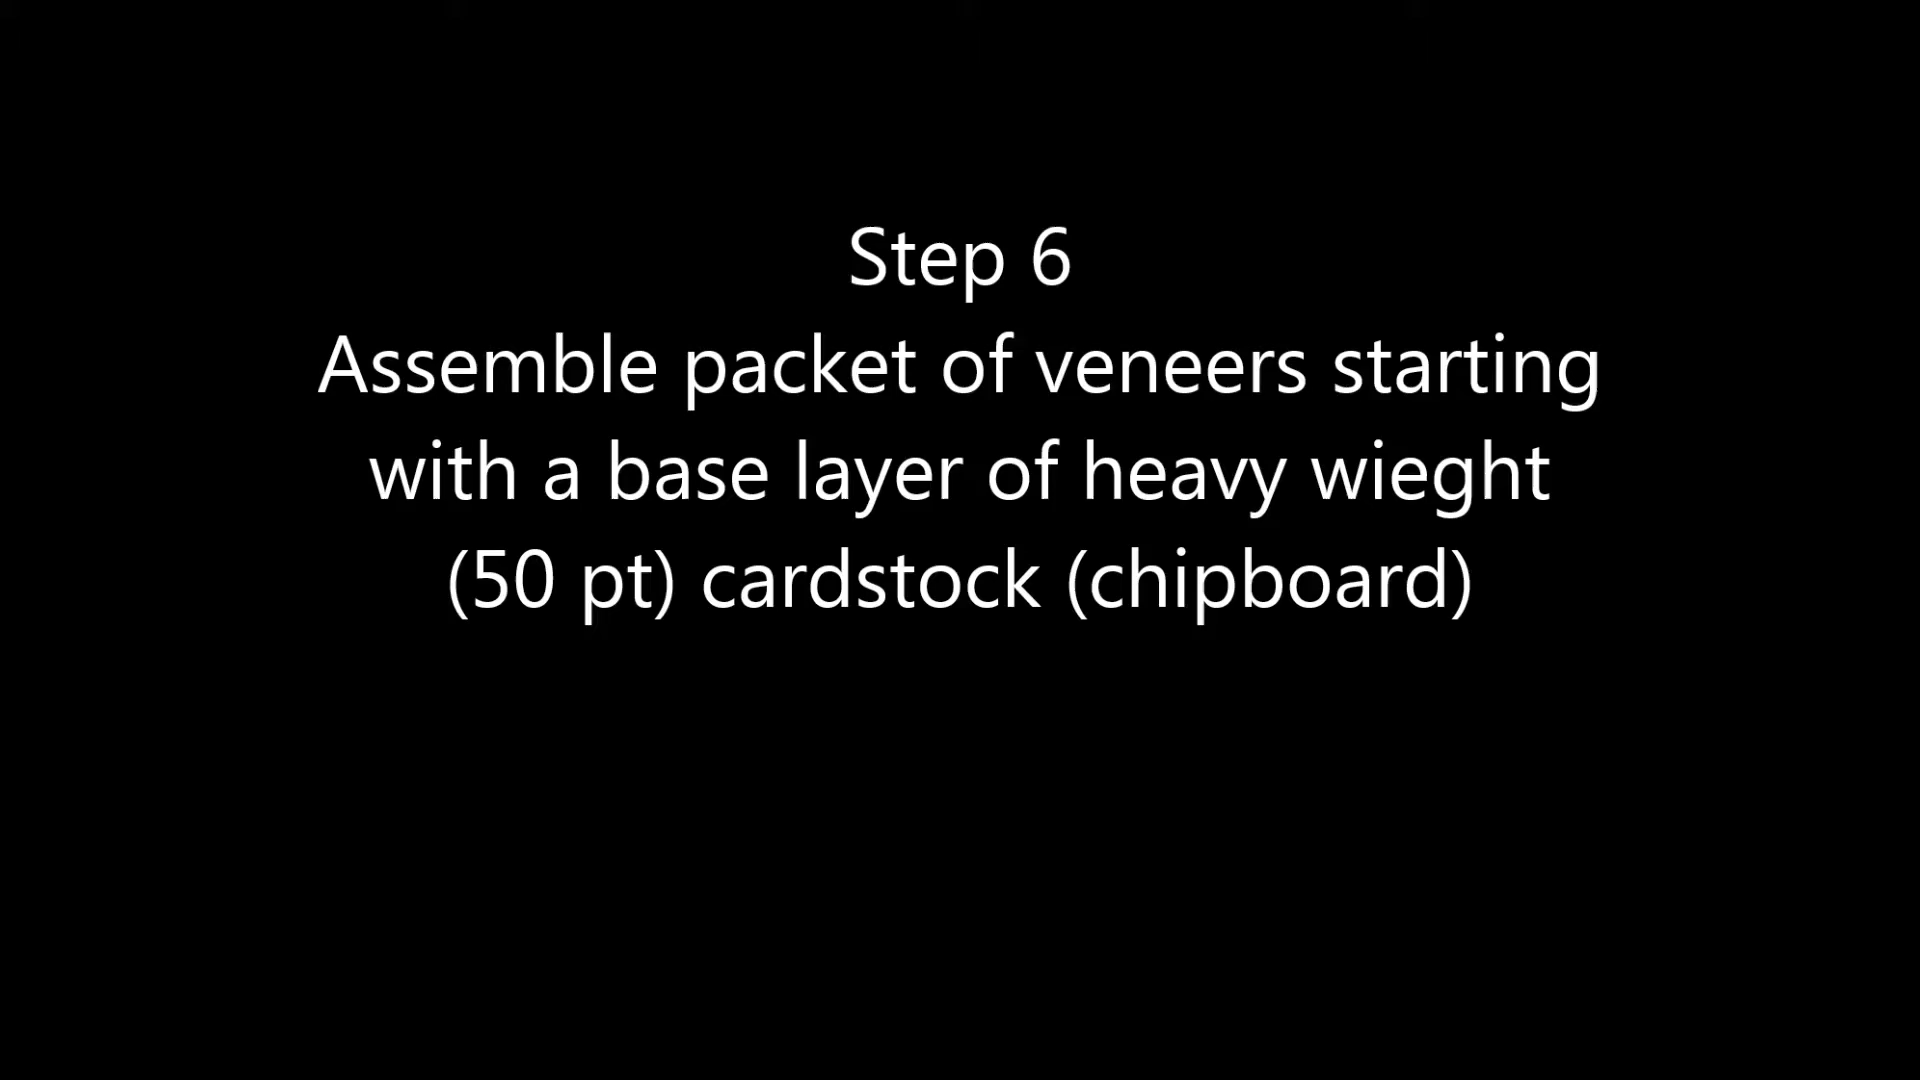 Step 6
Assemble packet of veneers starting
with a base layer of heavy wieght
(50 pt) cardstock (chipboard)